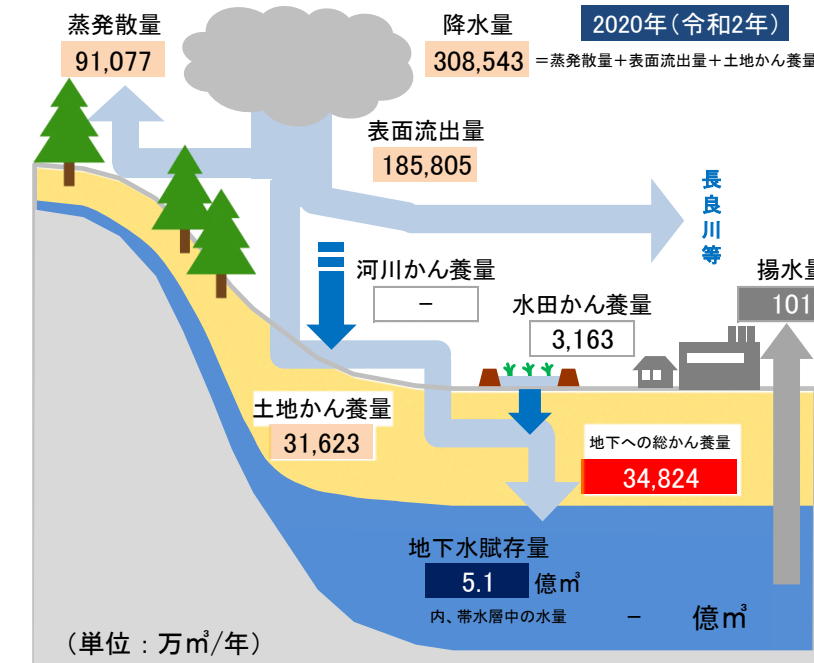 蒸発散量
91,077
降水量
308,543
2020年(令和2年)
=蒸発散量+表面流出量+土地かん養量
表面流出量
185,805
長良川等
河川かん養量
－
水田かん養量
3,163
揚水量
101
土地かん養量
31,623
地下への総かん養量
34,824
地下水賦存量
5.1 億㎥
内、帯水層中の水量 － 億㎥
(単位：万㎥/年)